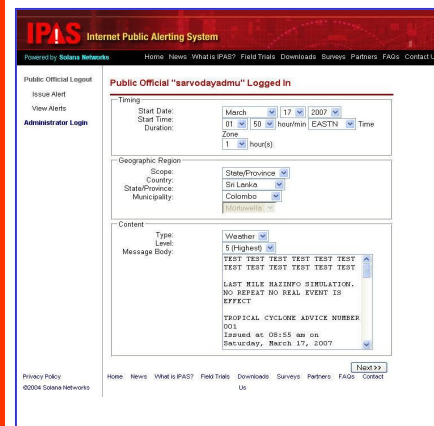 IPAS Internet Public Alerting System
Powered by Solana Networks
Home News What is IPAS? Field Trials Downloads Surveys Partners FAQs Contact U
Public Official Logout
Issue Alert
View Alerts
Administrator Login
Public Official "sarvodayadmu" Logged In
Timing
Start Date: March 17 2007
Start Time: 01 50 hour/min EASTN Time
Zone
Duration: 1 hour(s)
Geographic Region
Scope: State/Province
Country: Sri Lanka
State/Province: Colombo
Municipality: Moruwella
Content
Type: Weather
Level: 5 (Highest)
Message Body:
TEST TEST TEST TEST TEST TEST
TEST TEST TEST TEST TEST TEST
LAST MILE HAZINFO SIMULATION.
NO REPEAT NO REAL EVENT IS
EFFECT
TROPICAL CYCLONE ADVICE NUMBER
001
Issued at 08:55 am on
Saturday, March 17, 2007
Next >>
Privacy Policy
©2004 Solana Networks
Home News What is IPAS? Field Trials Downloads Surveys Partners FAQs Contact
Us